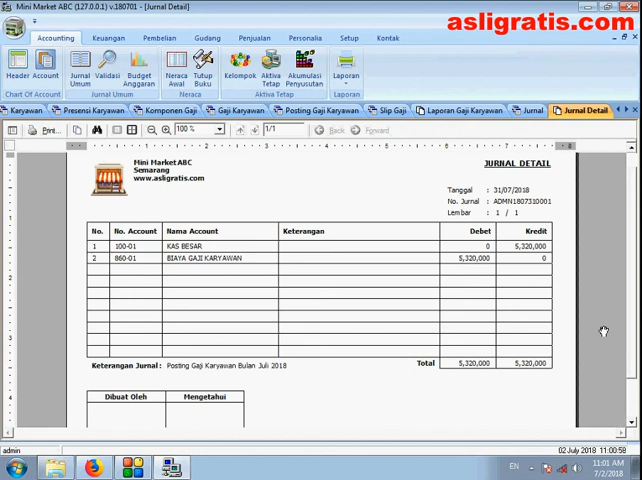 Mini Market ABC (127.0.0.1) v.180701 - [Jurnal Detail]
asligratis.com
Accounting Keuangan Pembelian Gudang Penjualan Personalia Setup Kontak
Header Account Jurnal Umum Validasi Budget Anggaran Neraca Awal Tutup Buku Kelompok Aktiva Tetap Akumulasi Penyusutan Laporan
Chart Of Account Jurnal Umum Neraca Aktiva Tetap
Karyawan Presensi Karyawan Komponen Gaji Gaji Karyawan Posting Gaji Karyawan Slip Gaji Laporan Gaji Karyawan Jurnal Jurnal Detail
Print... 100 % 1/1 Back Forward
Mini Market ABC
Semarang
www.asligratis.com
JURNAL DETAIL
Tanggal : 31/07/2018
No. Jurnal : ADMN1807310001
Lembar : 1 / 1
No. No. Account Nama Account Keterangan Debet Kredit
1 100-01 KAS BESAR 0 5,320,000
2 860-01 BIAYA GAJI KARYAWAN 5,320,000 0
Keterangan Jurnal : Posting Gaji Karyawan Bulan Juli 2018 Total 5,320,000 5,320,000
Dibuat Oleh Mengetahui
admin 02 July 2018 11:00:58
EN 11:01 AM
7/2/2018